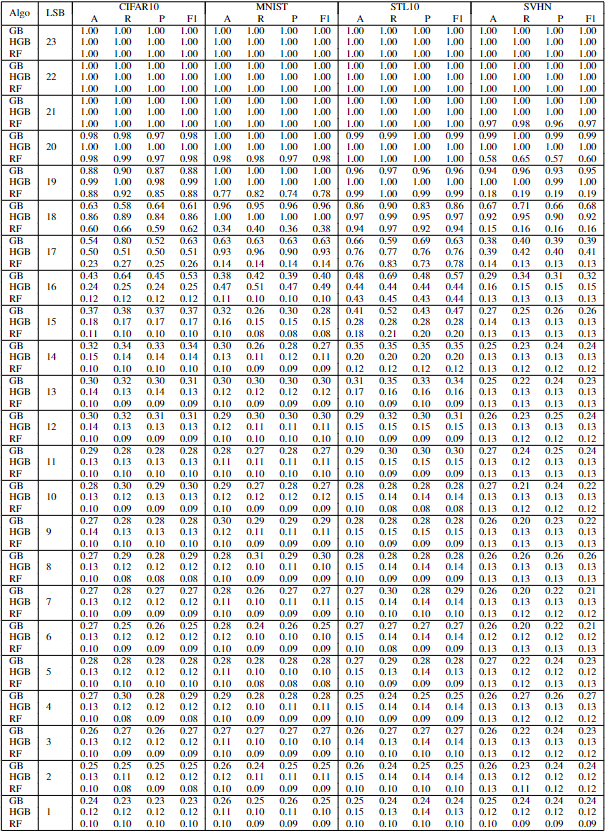 Algo LSB CIFAR10 MNIST STL10 SVHN
A R P F1 A R P F1 A R P F1 A R P F1
GB 1.00 1.00 1.00 1.00 1.00 1.00 1.00 1.00 1.00 1.00 1.00 1.00 1.00 1.00 1.00 1.00
HGB 23 1.00 1.00 1.00 1.00 1.00 1.00 1.00 1.00 1.00 1.00 1.00 1.00 1.00 1.00 1.00 1.00
RF 1.00 1.00 1.00 1.00 1.00 1.00 1.00 1.00 1.00 1.00 1.00 1.00 1.00 1.00 1.00 1.00
GB 1.00 1.00 1.00 1.00 1.00 1.00 1.00 1.00 1.00 1.00 1.00 1.00 1.00 1.00 1.00 1.00
HGB 22 1.00 1.00 1.00 1.00 1.00 1.00 1.00 1.00 1.00 1.00 1.00 1.00 1.00 1.00 1.00 1.00
RF 1.00 1.00 1.00 1.00 1.00 1.00 1.00 1.00 1.00 1.00 1.00 1.00 1.00 1.00 1.00 1.00
GB 1.00 1.00 1.00 1.00 1.00 1.00 1.00 1.00 1.00 1.00 1.00 1.00 1.00 1.00 1.00 1.00
HGB 21 1.00 1.00 1.00 1.00 1.00 1.00 1.00 1.00 1.00 1.00 1.00 1.00 1.00 1.00 1.00 1.00
RF 1.00 1.00 1.00 1.00 1.00 1.00 1.00 1.00 1.00 1.00 1.00 1.00 0.97 0.98 0.96 0.97
GB 0.98 0.98 0.97 0.98 1.00 1.00 1.00 1.00 0.99 0.99 1.00 0.99 0.99 1.00 0.99 0.99
HGB 20 1.00 1.00 1.00 1.00 1.00 1.00 1.00 1.00 1.00 1.00 1.00 1.00 1.00 1.00 1.00 1.00
RF 0.98 0.99 0.97 0.98 0.98 0.98 0.97 0.98 1.00 1.00 1.00 1.00 0.58 0.65 0.57 0.60
GB 0.88 0.90 0.87 0.88 1.00 1.00 1.00 1.00 0.96 0.97 0.96 0.96 0.94 0.96 0.93 0.95
HGB 19 0.99 1.00 0.98 0.99 1.00 1.00 1.00 1.00 1.00 1.00 1.00 1.00 1.00 1.00 0.99 1.00
RF 0.88 0.92 0.85 0.88 0.77 0.82 0.74 0.78 0.99 1.00 0.99 0.99 0.18 0.19 0.19 0.19
GB 0.63 0.58 0.64 0.61 0.96 0.95 0.96 0.96 0.86 0.90 0.83 0.86 0.67 0.71 0.66 0.68
HGB 18 0.86 0.89 0.84 0.86 1.00 1.00 1.00 1.00 0.97 0.99 0.95 0.97 0.92 0.95 0.90 0.92
RF 0.60 0.66 0.59 0.62 0.34 0.40 0.36 0.38 0.94 0.97 0.92 0.94 0.15 0.16 0.16 0.16
GB 0.54 0.80 0.52 0.63 0.63 0.63 0.63 0.63 0.66 0.59 0.69 0.63 0.38 0.40 0.39 0.39
HGB 17 0.50 0.51 0.50 0.51 0.93 0.96 0.90 0.93 0.76 0.77 0.76 0.76 0.39 0.42 0.40 0.41
RF 0.23 0.27 0.25 0.26 0.14 0.14 0.14 0.14 0.76 0.83 0.73 0.78 0.14 0.13 0.13 0.13
GB 0.43 0.64 0.45 0.53 0.38 0.42 0.39 0.40 0.48 0.69 0.48 0.57 0.29 0.34 0.31 0.32
HGB 16 0.24 0.25 0.24 0.25 0.47 0.51 0.47 0.49 0.44 0.44 0.44 0.44 0.16 0.15 0.15 0.15
RF 0.12 0.12 0.12 0.12 0.11 0.10 0.10 0.10 0.43 0.45 0.43 0.44 0.13 0.13 0.13 0.13
GB 0.37 0.38 0.37 0.37 0.32 0.26 0.30 0.28 0.41 0.52 0.43 0.47 0.27 0.25 0.26 0.26
HGB 15 0.18 0.17 0.17 0.17 0.16 0.15 0.15 0.15 0.28 0.28 0.28 0.28 0.14 0.13 0.13 0.13
RF 0.11 0.10 0.10 0.10 0.10 0.08 0.08 0.08 0.18 0.21 0.20 0.20 0.13 0.13 0.13 0.13
GB 0.32 0.34 0.33 0.34 0.30 0.26 0.28 0.27 0.35 0.35 0.35 0.35 0.25 0.23 0.24 0.24
HGB 14 0.15 0.14 0.14 0.14 0.13 0.11 0.12 0.11 0.20 0.20 0.20 0.20 0.13 0.13 0.13 0.13
RF 0.10 0.10 0.10 0.10 0.10 0.09 0.09 0.09 0.12 0.12 0.12 0.12 0.13 0.13 0.13 0.13
GB 0.30 0.32 0.30 0.31 0.30 0.30 0.30 0.30 0.31 0.35 0.33 0.34 0.25 0.22 0.24 0.23
HGB 13 0.14 0.13 0.14 0.13 0.12 0.12 0.12 0.12 0.17 0.16 0.16 0.16 0.13 0.13 0.13 0.13
RF 0.10 0.09 0.09 0.09 0.10 0.09 0.09 0.09 0.10 0.09 0.10 0.09 0.13 0.13 0.13 0.13
GB 0.30 0.32 0.31 0.31 0.29 0.30 0.30 0.30 0.29 0.32 0.30 0.31 0.26 0.23 0.25 0.24
HGB 12 0.14 0.13 0.13 0.13 0.12 0.11 0.11 0.11 0.15 0.15 0.15 0.15 0.13 0.13 0.13 0.13
RF 0.10 0.09 0.09 0.09 0.10 0.10 0.10 0.10 0.10 0.09 0.09 0.09 0.13 0.12 0.12 0.12
GB 0.29 0.28 0.28 0.28 0.28 0.27 0.28 0.27 0.29 0.30 0.30 0.30 0.27 0.24 0.25 0.24
HGB 11 0.13 0.13 0.13 0.13 0.11 0.11 0.11 0.11 0.15 0.15 0.15 0.15 0.13 0.12 0.13 0.13
RF 0.10 0.10 0.10 0.10 0.10 0.10 0.10 0.10 0.10 0.09 0.09 0.09 0.13 0.13 0.13 0.13
GB 0.28 0.30 0.29 0.30 0.29 0.27 0.28 0.27 0.28 0.28 0.28 0.28 0.27 0.21 0.24 0.22
HGB 10 0.13 0.12 0.13 0.13 0.12 0.12 0.12 0.12 0.15 0.14 0.14 0.14 0.13 0.13 0.13 0.13
RF 0.10 0.09 0.09 0.09 0.10 0.09 0.09 0.09 0.10 0.08 0.08 0.08 0.13 0.12 0.12 0.12
GB 0.27 0.28 0.28 0.28 0.30 0.29 0.29 0.29 0.28 0.28 0.28 0.28 0.26 0.20 0.23 0.22
HGB 9 0.14 0.13 0.13 0.13 0.12 0.11 0.11 0.11 0.15 0.15 0.15 0.15 0.13 0.13 0.13 0.13
RF 0.10 0.10 0.10 0.10 0.10 0.09 0.09 0.09 0.10 0.09 0.09 0.09 0.13 0.13 0.13 0.13
GB 0.27 0.29 0.28 0.29 0.28 0.31 0.29 0.30 0.28 0.28 0.28 0.28 0.26 0.26 0.26 0.26
HGB 8 0.13 0.12 0.12 0.12 0.12 0.10 0.11 0.10 0.15 0.14 0.14 0.14 0.13 0.13 0.13 0.13
RF 0.10 0.08 0.08 0.08 0.10 0.09 0.09 0.09 0.10 0.09 0.09 0.09 0.13 0.13 0.13 0.13
GB 0.27 0.28 0.27 0.27 0.28 0.26 0.27 0.27 0.27 0.30 0.28 0.29 0.26 0.20 0.22 0.21
HGB 7 0.13 0.12 0.12 0.12 0.11 0.10 0.11 0.11 0.15 0.14 0.14 0.14 0.13 0.13 0.13 0.13
RF 0.10 0.09 0.09 0.09 0.10 0.09 0.09 0.09 0.10 0.10 0.10 0.10 0.13 0.12 0.12 0.12
GB 0.27 0.25 0.26 0.25 0.28 0.24 0.26 0.25 0.27 0.27 0.27 0.27 0.26 0.20 0.22 0.21
HGB 6 0.13 0.12 0.12 0.12 0.12 0.10 0.10 0.10 0.15 0.14 0.14 0.14 0.12 0.12 0.12 0.12
RF 0.10 0.09 0.09 0.09 0.10 0.09 0.09 0.09 0.10 0.08 0.09 0.09 0.13 0.13 0.13 0.13
GB 0.28 0.28 0.28 0.28 0.28 0.28 0.28 0.28 0.27 0.29 0.28 0.28 0.27 0.22 0.24 0.23
HGB 5 0.13 0.12 0.12 0.12 0.11 0.10 0.10 0.10 0.15 0.13 0.14 0.13 0.13 0.12 0.12 0.12
RF 0.10 0.10 0.10 0.10 0.10 0.08 0.08 0.08 0.10 0.09 0.09 0.09 0.13 0.12 0.13 0.13
GB 0.27 0.30 0.28 0.29 0.29 0.28 0.28 0.28 0.25 0.24 0.25 0.25 0.26 0.27 0.26 0.27
HGB 4 0.13 0.12 0.12 0.12 0.12 0.10 0.11 0.11 0.15 0.14 0.14 0.14 0.13 0.13 0.13 0.13
RF 0.10 0.08 0.09 0.08 0.10 0.09 0.09 0.09 0.10 0.09 0.09 0.09 0.13 0.12 0.12 0.12
GB 0.26 0.27 0.26 0.27 0.27 0.27 0.27 0.27 0.26 0.27 0.27 0.27 0.26 0.22 0.24 0.23
HGB 3 0.13 0.12 0.12 0.12 0.11 0.10 0.10 0.10 0.14 0.13 0.14 0.14 0.13 0.13 0.13 0.13
RF 0.10 0.09 0.09 0.09 0.10 0.09 0.09 0.09 0.10 0.10 0.10 0.10 0.13 0.12 0.12 0.12
GB 0.25 0.25 0.25 0.25 0.26 0.24 0.25 0.25 0.26 0.24 0.25 0.25 0.26 0.23 0.24 0.24
HGB 2 0.13 0.11 0.12 0.12 0.12 0.11 0.11 0.11 0.15 0.14 0.14 0.14 0.13 0.12 0.12 0.12
RF 0.10 0.08 0.09 0.08 0.10 0.09 0.09 0.09 0.10 0.09 0.09 0.09 0.13 0.11 0.12 0.12
GB 0.24 0.23 0.23 0.23 0.26 0.25 0.26 0.25 0.25 0.24 0.25 0.24 0.25 0.24 0.24 0.24
HGB 1 0.12 0.12 0.12 0.12 0.11 0.10 0.11 0.10 0.15 0.13 0.14 0.13 0.12 0.12 0.12 0.12
RF 0.10 0.10 0.10 0.10 0.10 0.09 0.09 0.09 0.10 0.10 0.10 0.10 0.10 0.09 0.09 0.09